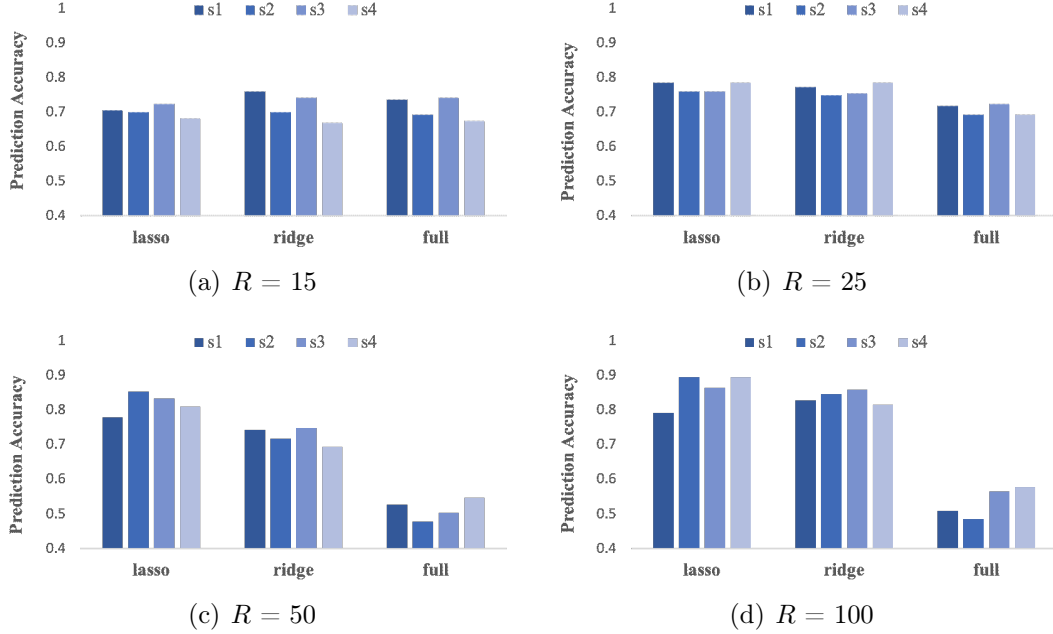 1
s1 s2 s3 s4
0.9
0.8
0.7
0.6
0.5
0.4
Prediction Accuracy
lasso ridge full
(a) R = 15
1
s1 s2 s3 s4
0.9
0.8
0.7
0.6
0.5
0.4
Prediction Accuracy
lasso ridge full
(b) R = 25
1
s1 s2 s3 s4
0.9
0.8
0.7
0.6
0.5
0.4
Prediction Accuracy
lasso ridge full
(c) R = 50
1
s1 s2 s3 s4
0.9
0.8
0.7
0.6
0.5
0.4
Prediction Accuracy
lasso ridge full
(d) R = 100